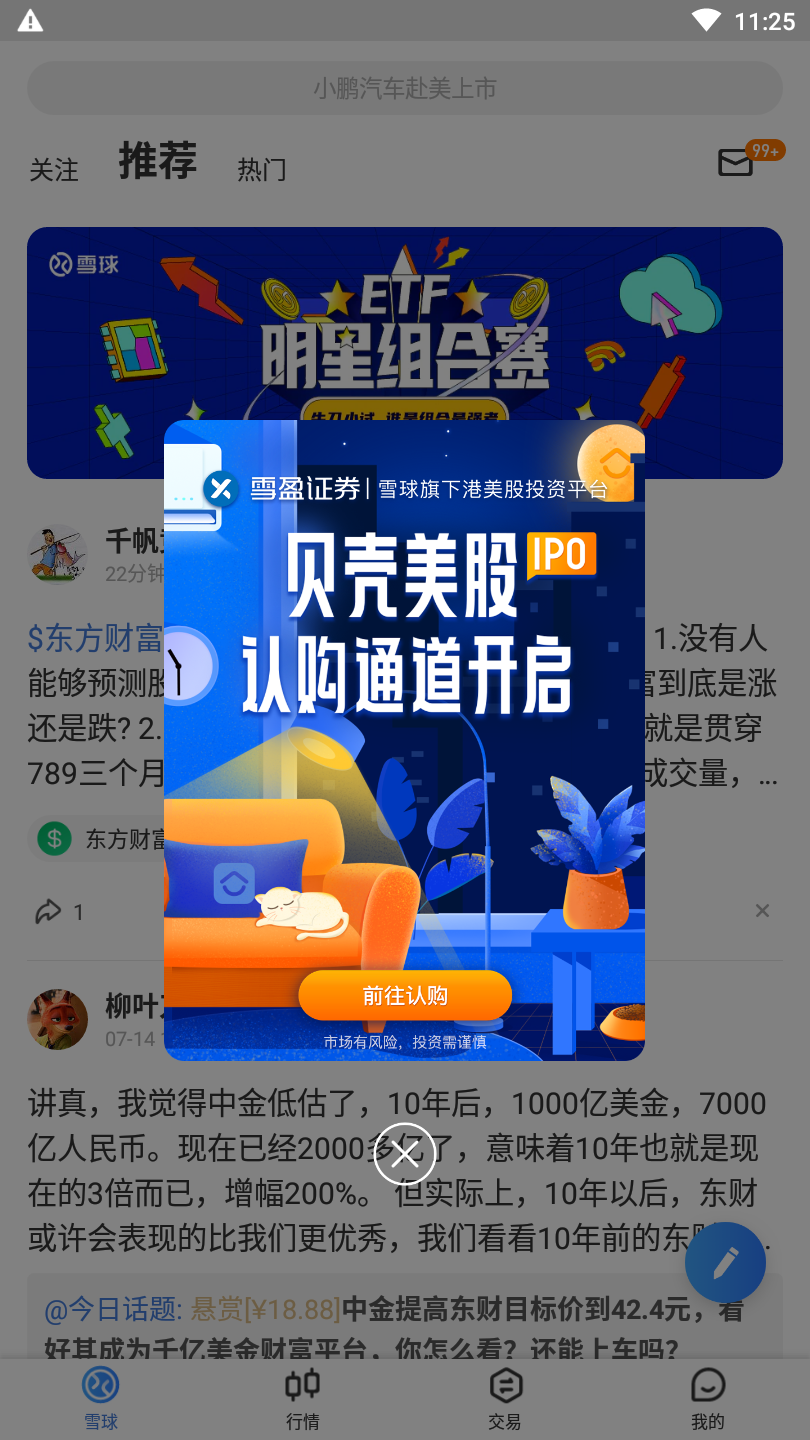 11:25
小鹏汽车赴美上市
关注
推荐
热门
99+
雪球
ETF
明星组合赛
雪盈证券|雪球旗下港美股投资平台
贝壳美股IPO
认购通道开启
前往认购
市场有风险，投资需谨慎
千帆
22分钟
$东方财富
1.没有人
能够预测股
富到底是涨
还是跌? 2.
就是贯穿
789三个月
成交量，...
东方财富
1
柳叶
07-14
讲真，我觉得中金低估了，10年后，1000亿美金，7000
亿人民币。现在已经2000多亿了，意味着10年也就是现
在的3倍而已，增幅200%。 但实际上，10年以后，东财
或许会表现的比我们更优秀，我们看看10年前的东财
@今日话题: 悬赏[¥18.88]中金提高东财目标价到42.4元，看
好其成为千亿美金财富平台，你怎么看？还能上车吗？
雪球
行情
交易
我的